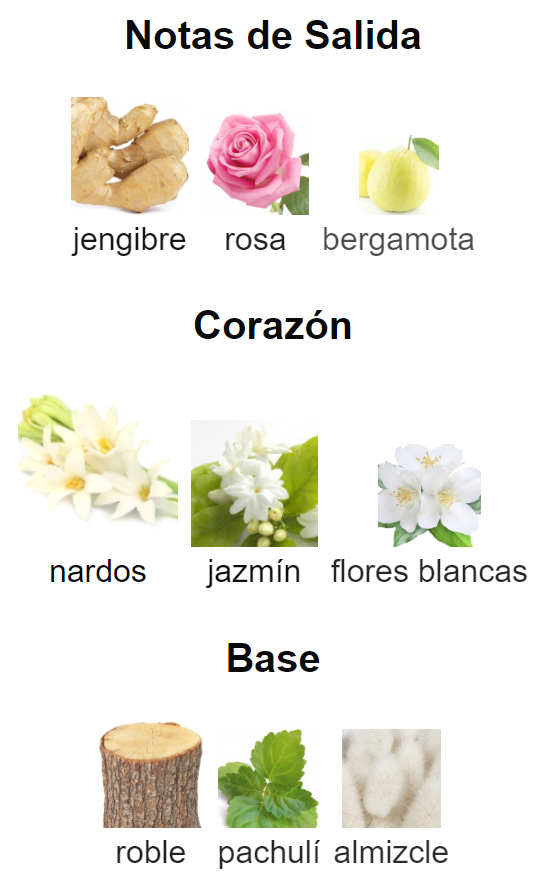 Notas de Salida
jengibre rosa bergamota
Corazón
nardos jazmín flores blancas
Base
roble pachulí almizcle